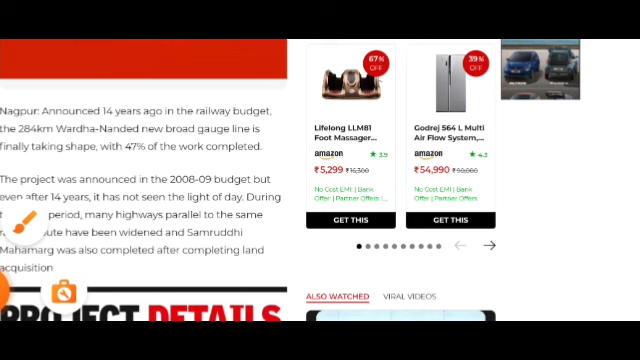 Nagpur: Announced 14 years ago in the railway budget,
the 284km Wardha-Nanded new broad gauge line is
finally taking shape, with 47% of the work completed.
The project was announced in the 2008-09 budget but
even after 14 years, it has not seen the light of day. During
period, many highways parallel to the same
have been widened and Samruddhi
Mahamarg was also completed after completing land
acquisition
PROJECT DETAILS
67%
OFF
Lifelong LLM81
Foot Massager...
amazon
★ 3.9
₹5,299 ₹16,300
No Cost EMI | Bank
Offer | Partner Offers |...
GET THIS
39%
OFF
Godrej 564 L Multi
Air Flow System,...
amazon
★ 4.3
₹54,990 ₹90,000
No Cost EMI | Bank
Offer | Partner Offers
GET THIS
ALSO WATCHED VIRAL VIDEOS